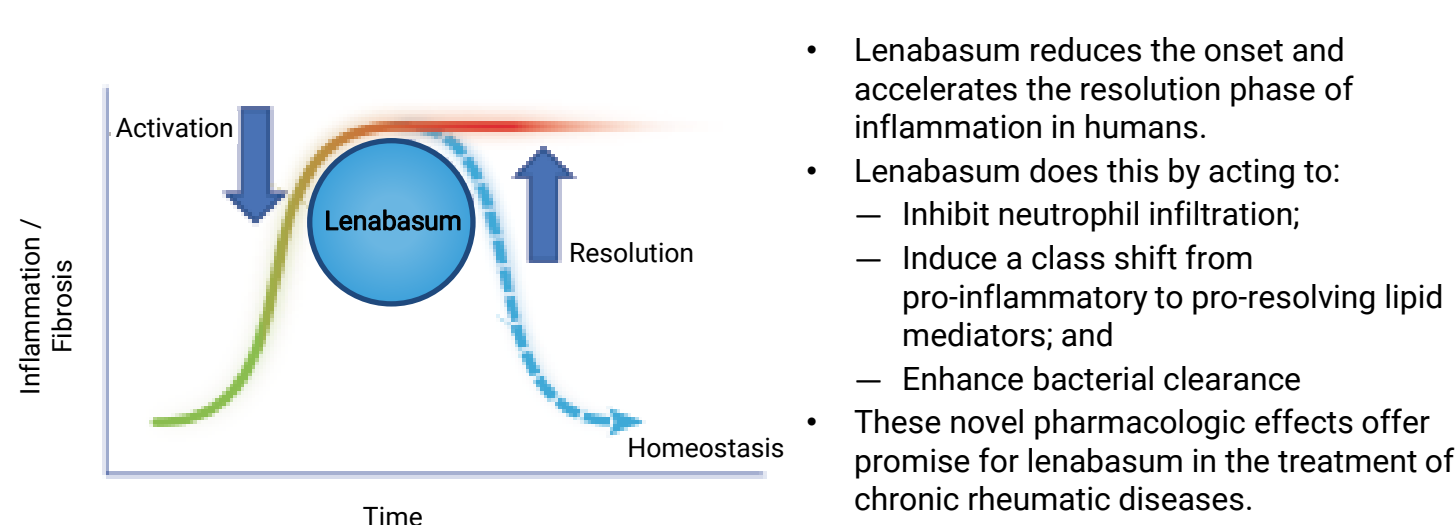 Activation
Lenabasum
Resolution
Homeostasis
Inflammation /
Fibrosis
Time
• Lenabasum reduces the onset and
accelerates the resolution phase of
inflammation in humans.
• Lenabasum does this by acting to:
— Inhibit neutrophil infiltration;
— Induce a class shift from
pro-inflammatory to pro-resolving lipid
mediators; and
— Enhance bacterial clearance
• These novel pharmacologic effects offer
promise for lenabasum in the treatment of
chronic rheumatic diseases.